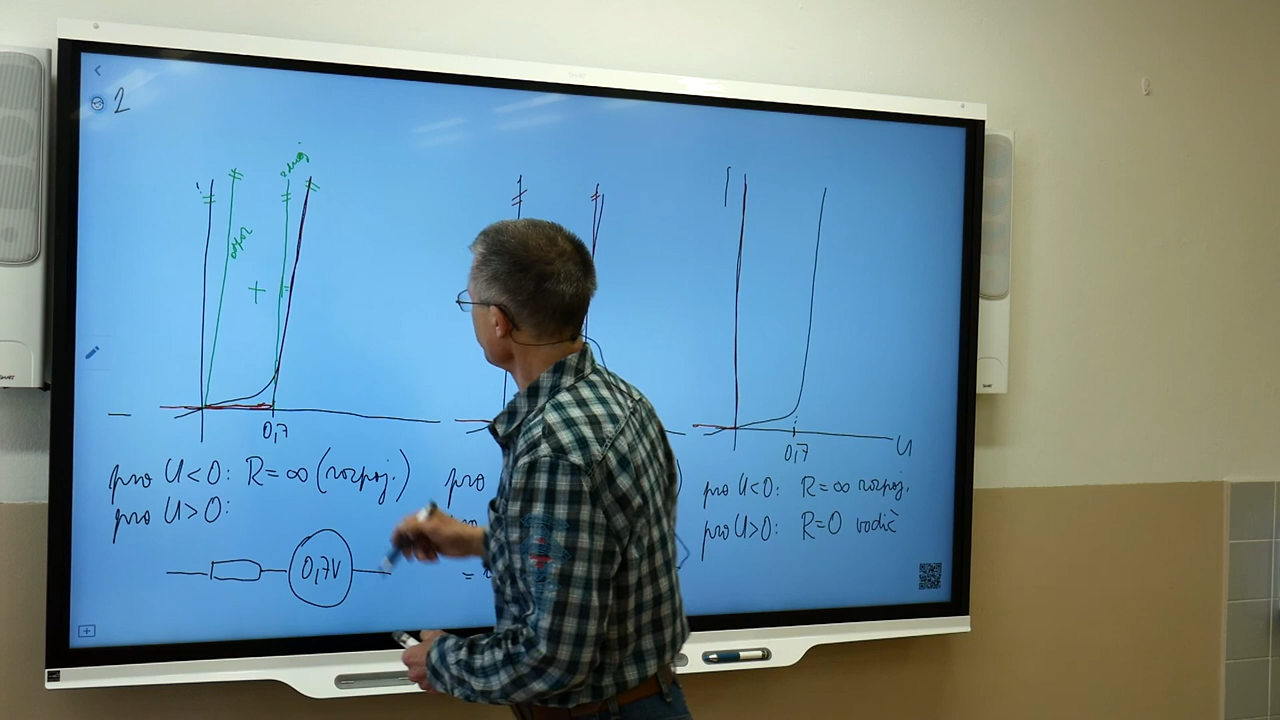 2
odpor
+
0,7
0,7
U
pro U<0: R=∞ (rozpoj.)
pro U>0:
0,7V
pro
pro U<0: R=∞ rozpoj.
pro U>0: R=0 vodič